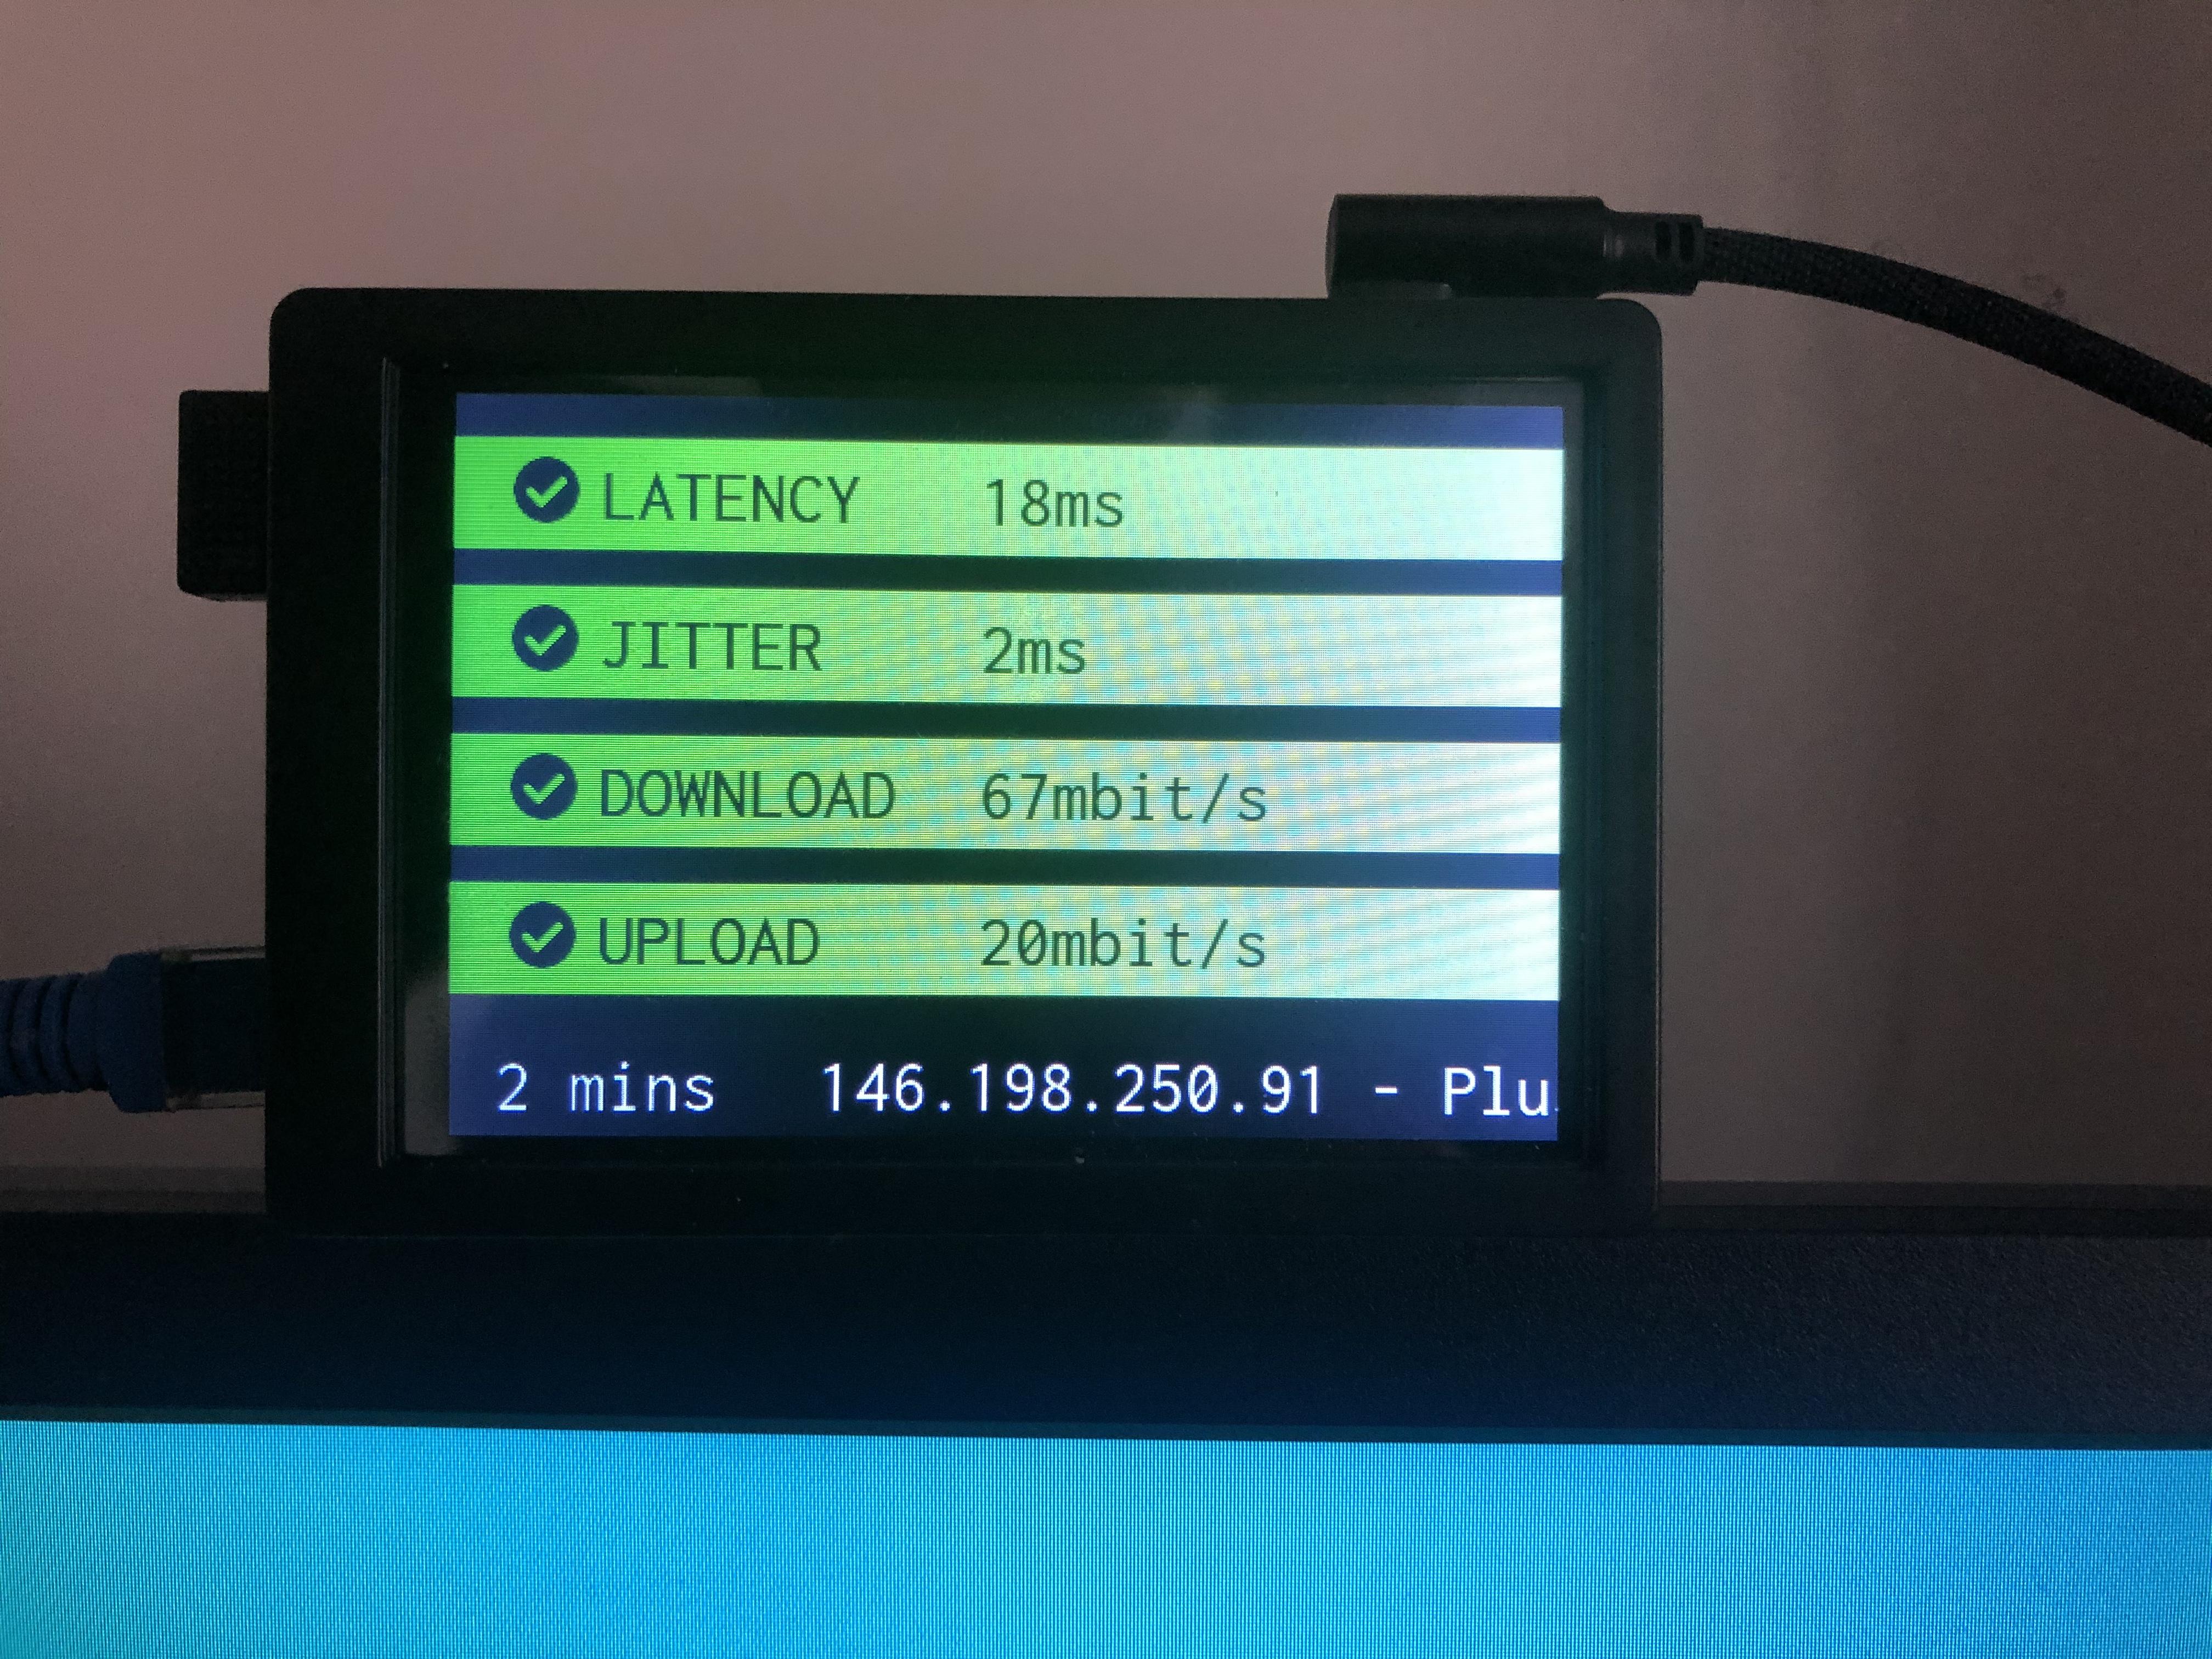 LATENCY 18ms
JITTER 2ms
DOWNLOAD 67mbit/s
UPLOAD 20mbit/s
2 mins 146.198.250.91 - Plu